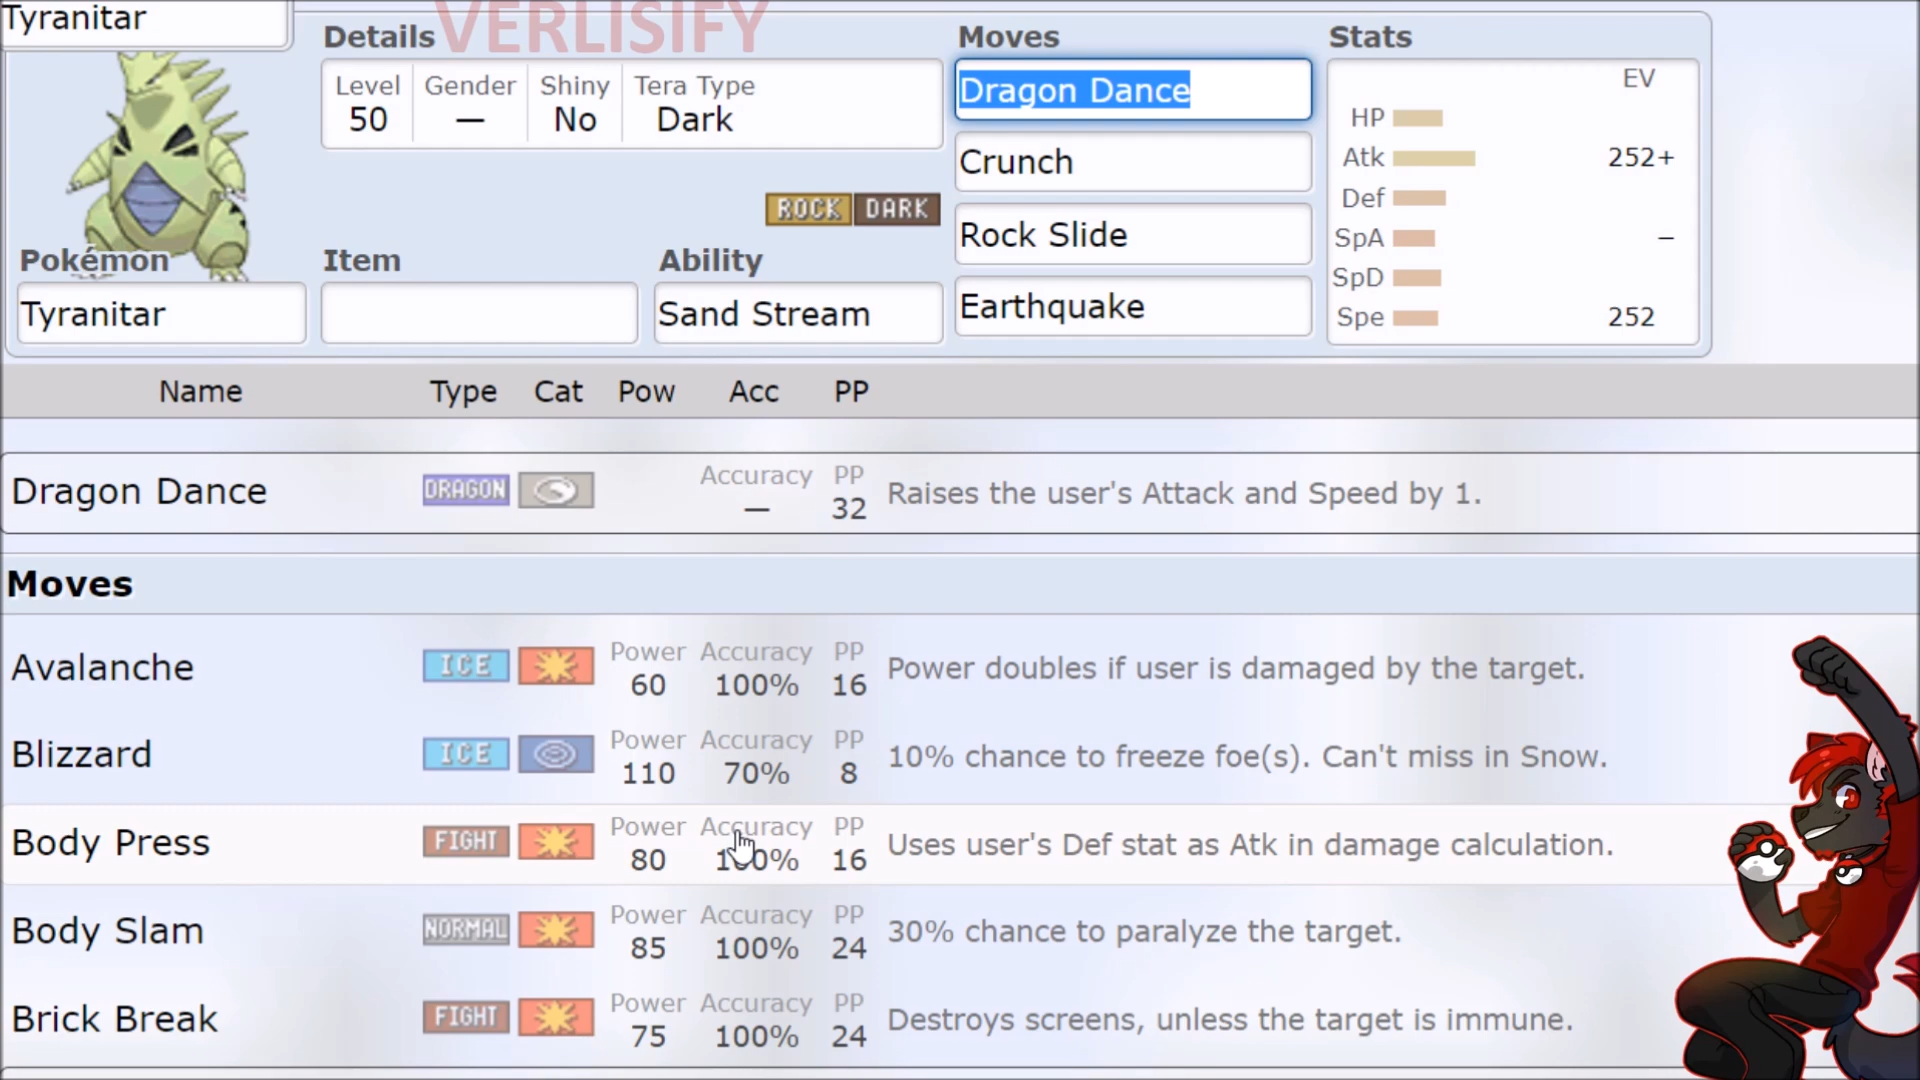 Tyranitar
VERLISIFY
Details
Level Gender Shiny Tera Type
50 — No Dark
ROCK DARK
Pokémon Item Ability
Tyranitar Sand Stream
Moves
Dragon Dance
Crunch
Rock Slide
Earthquake
Stats
EV
HP
Atk 252+
Def
SpA –
SpD
Spe 252
Name Type Cat Pow Acc PP
Dragon Dance DRAGON Accuracy — PP 32 Raises the user's Attack and Speed by 1.
Moves
Avalanche ICE Power 60 Accuracy 100% PP 16 Power doubles if user is damaged by the target.
Blizzard ICE Power 110 Accuracy 70% PP 8 10% chance to freeze foe(s). Can't miss in Snow.
Body Press FIGHT Power 80 Accuracy 100% PP 16 Uses user's Def stat as Atk in damage calculation.
Body Slam NORMAL Power 85 Accuracy 100% PP 24 30% chance to paralyze the target.
Brick Break FIGHT Power 75 Accuracy 100% PP 24 Destroys screens, unless the target is immune.